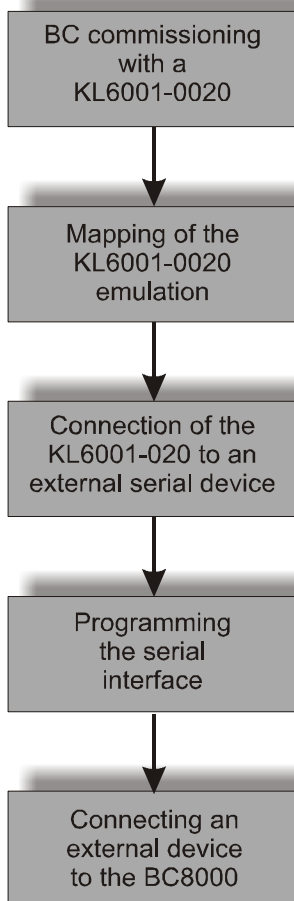 BC commissioning
with a
KL6001-0020
Mapping of the
KL6001-0020
emulation
Connection of the
KL6001-020 to an
external serial device
Programming
the serial
interface
Connecting an
external device
to the BC8000